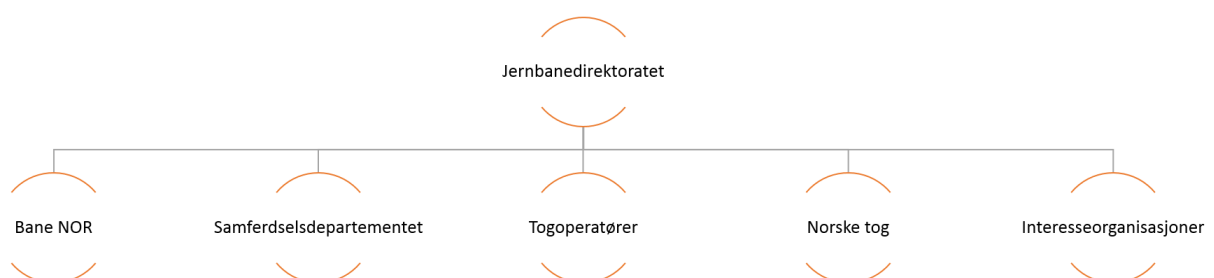 Jernbanedirektoratet
Bane NOR
Samferdselsdepartementet
Togoperatører
Norske tog
Interesseorganisasjoner